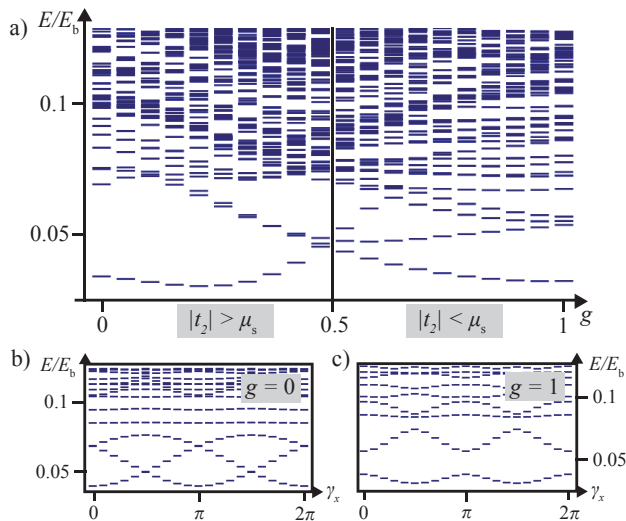 a) E/E_b
0.1
0.05
0 |t_2| > μ_s 0.5 |t_2| < μ_s 1 g
b) E/E_b c) E/E_b
g = 0 g = 1
0.1 0.1
0.05 0.05
0 π 2π γ_x 0 π 2π γ_x